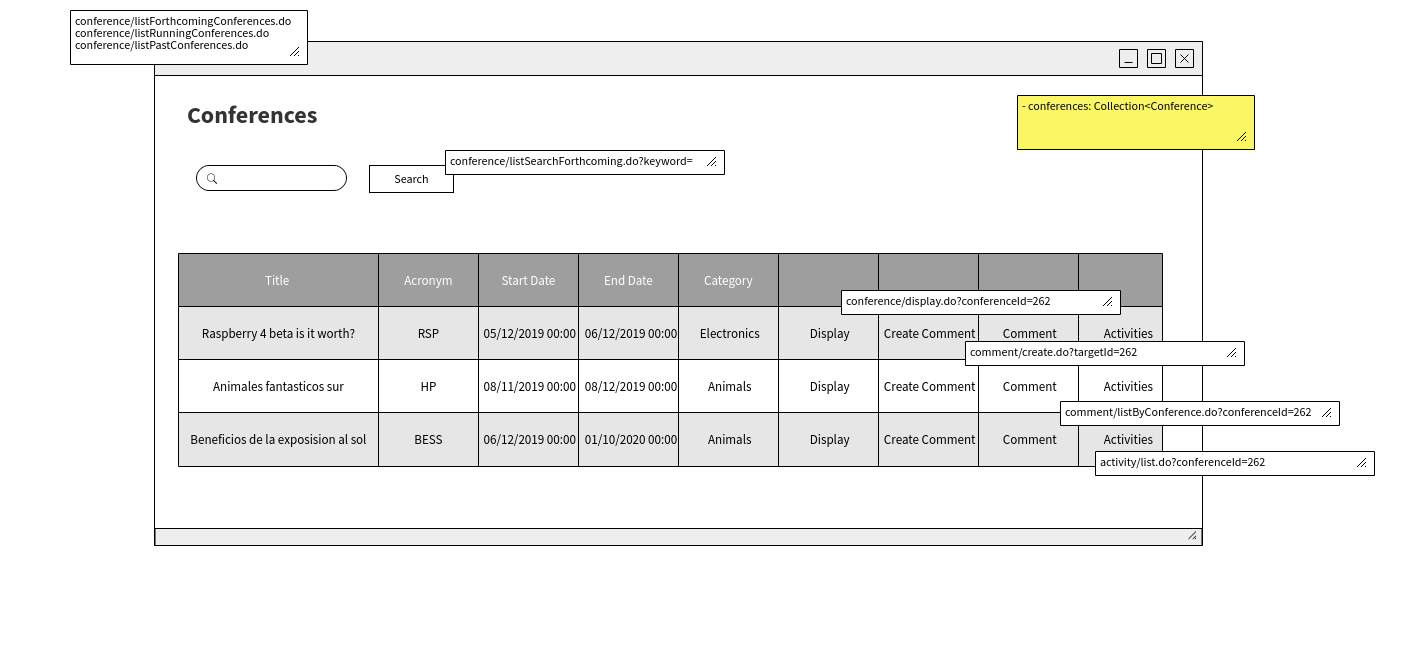 conference/listForthcomingConferences.do
conference/listRunningConferences.do
conference/listPastConferences.do
Conferences
- conferences: Collection<Conference>
conference/listSearchForthcoming.do?keyword=
Search
Title Acronym Start Date End Date Category
conference/display.do?conferenceId=262
Raspberry 4 beta is it worth? RSP 05/12/2019 00:00 06/12/2019 00:00 Electronics Display Create Comment Comment Activities
comment/create.do?targetId=262
Animales fantasticos sur HP 08/11/2019 00:00 08/12/2019 00:00 Animals Display Create Comment Comment Activities
comment/listByConference.do?conferenceId=262
Beneficios de la exposision al sol BESS 06/12/2019 00:00 01/10/2020 00:00 Animals Display Create Comment Comment Activities
activity/list.do?conferenceId=262